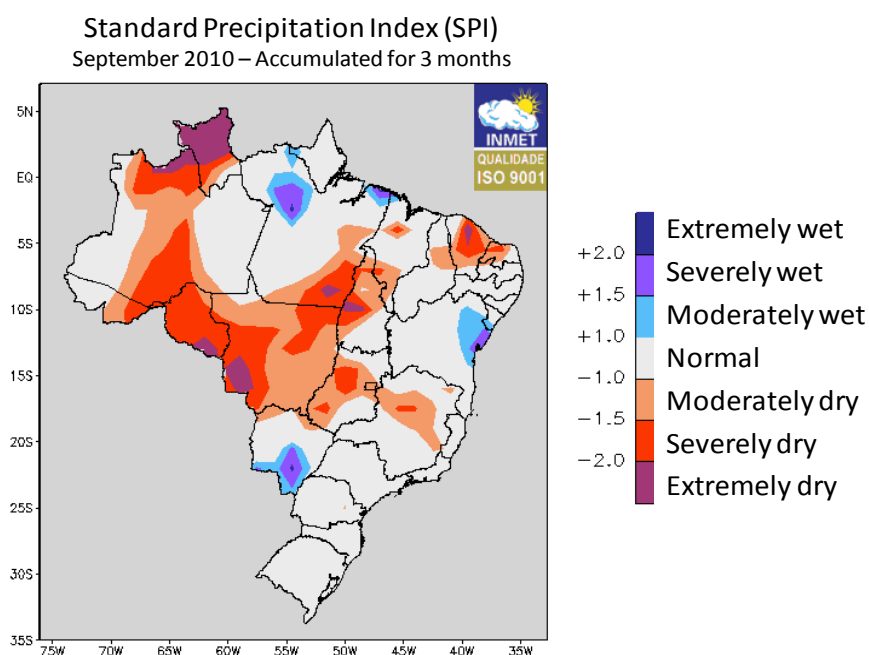 Standard Precipitation Index (SPI)
September 2010 – Accumulated for 3 months
INMET
QUALIDADE
ISO 9001
5N
EQ
5S
10S
15S
20S
25S
30S
35S
75W
70W
65W
60W
55W
50W
45W
40W
35W
Extremely wet
+2.0
Severely wet
+1.5
Moderately wet
+1.0
Normal
−1.0
Moderately dry
−1.5
Severely dry
−2.0
Extremely dry